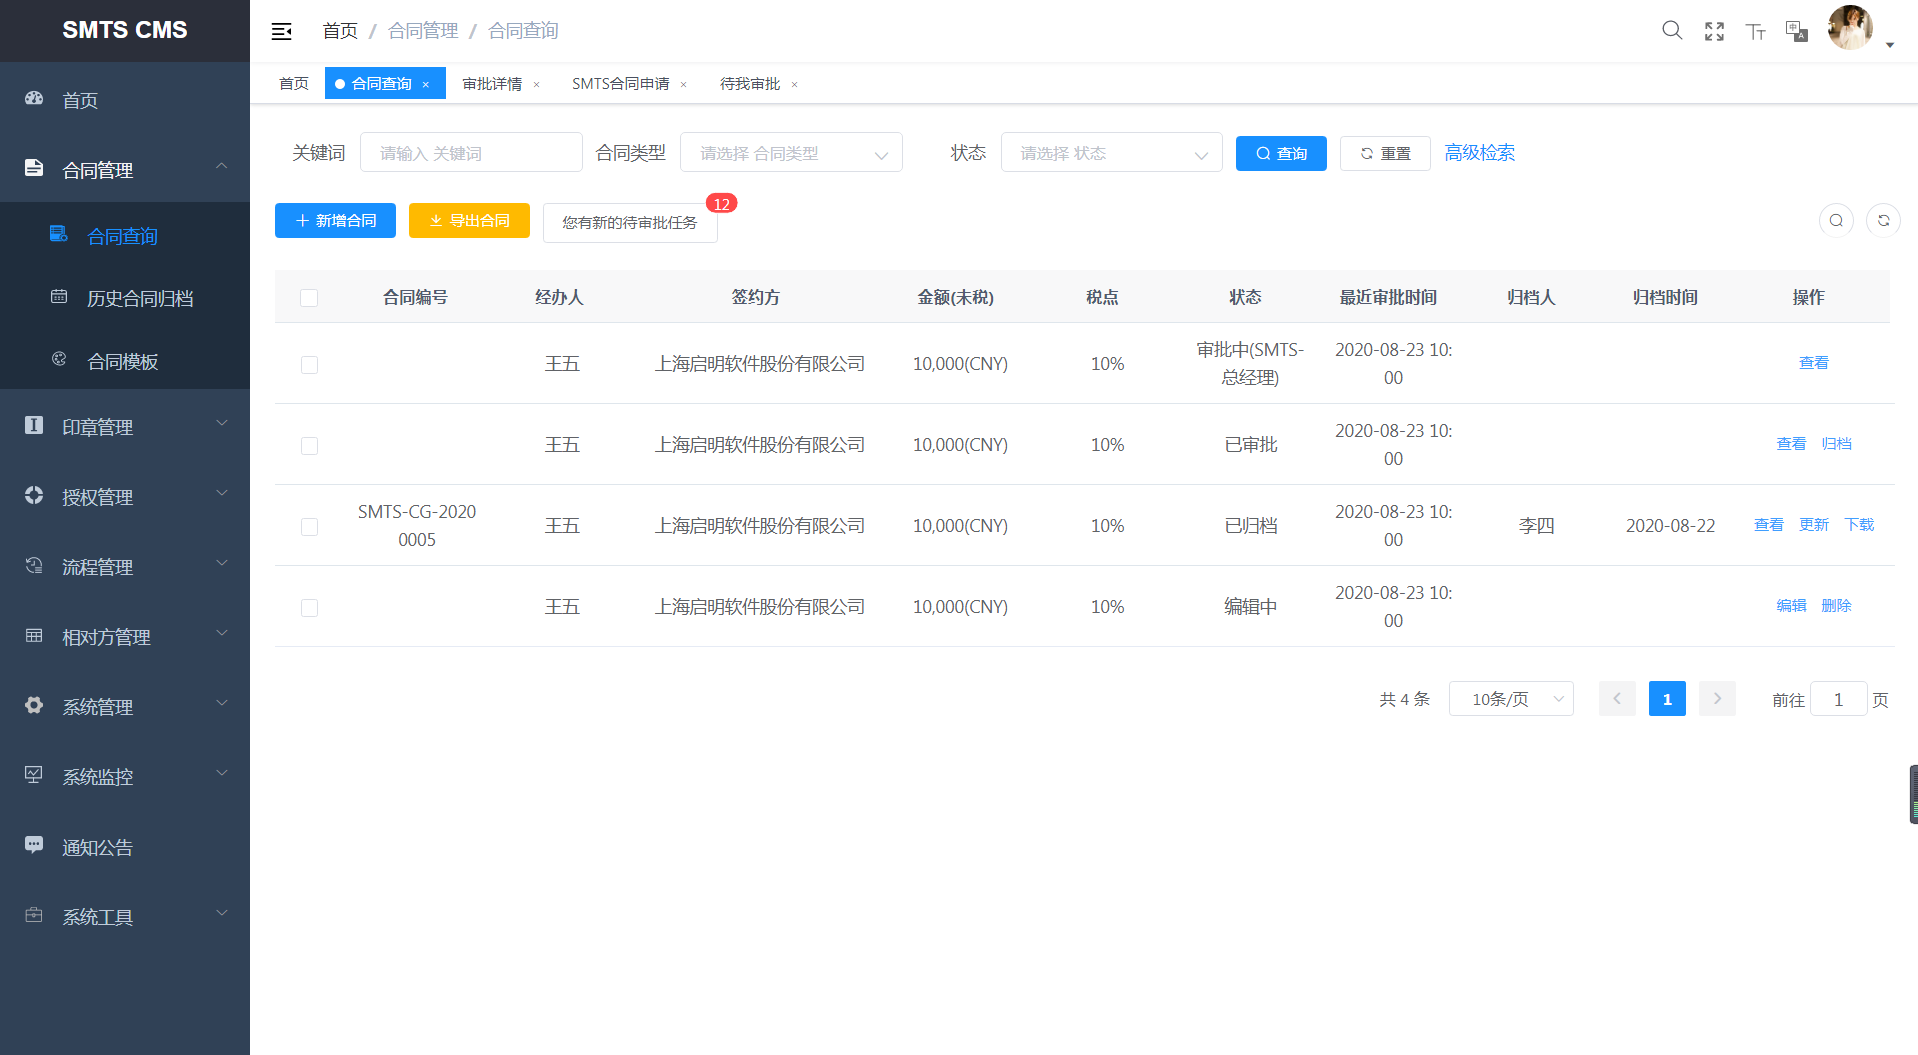 SMTS CMS
首页 / 合同管理 / 合同查询
首页
合同查询 ×
审批详情 ×
SMTS合同申请 ×
待我审批 ×
首页
合同管理
合同查询
历史合同归档
合同模板
印章管理
授权管理
流程管理
相对方管理
系统管理
系统监控
通知公告
系统工具
关键词 请输入 关键词 合同类型 请选择 合同类型 状态 请选择 状态 查询 重置 高级检索
新增合同 导出合同 您有新的待审批任务 12
合同编号 经办人 签约方 金额(未税) 税点 状态 最近审批时间 归档人 归档时间 操作
王五 上海启明软件股份有限公司 10,000(CNY) 10% 审批中(SMTS-
总经理) 2020-08-23 10:
00 查看
王五 上海启明软件股份有限公司 10,000(CNY) 10% 已审批 2020-08-23 10:
00 查看 归档
SMTS-CG-2020
0005 王五 上海启明软件股份有限公司 10,000(CNY) 10% 已归档 2020-08-23 10:
00 李四 2020-08-22 查看 更新 下载
王五 上海启明软件股份有限公司 10,000(CNY) 10% 编辑中 2020-08-23 10:
00 编辑 删除
共 4 条 10条/页 1 前往 1 页